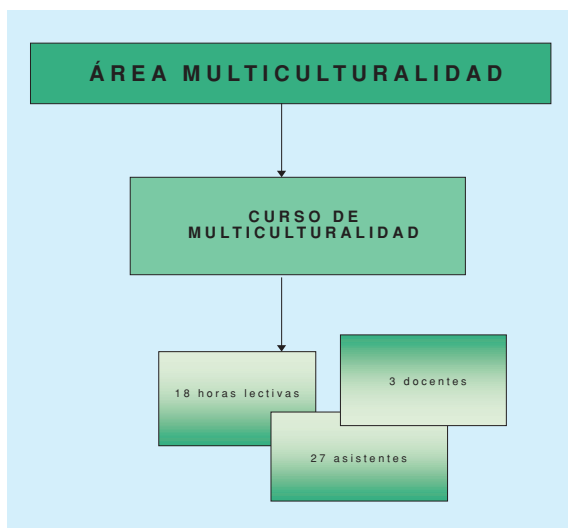 ÁREA MULTICULTURALIDAD
CURSO DE
MULTICULTURALIDAD
18 horas lectivas
3 docentes
27 asistentes